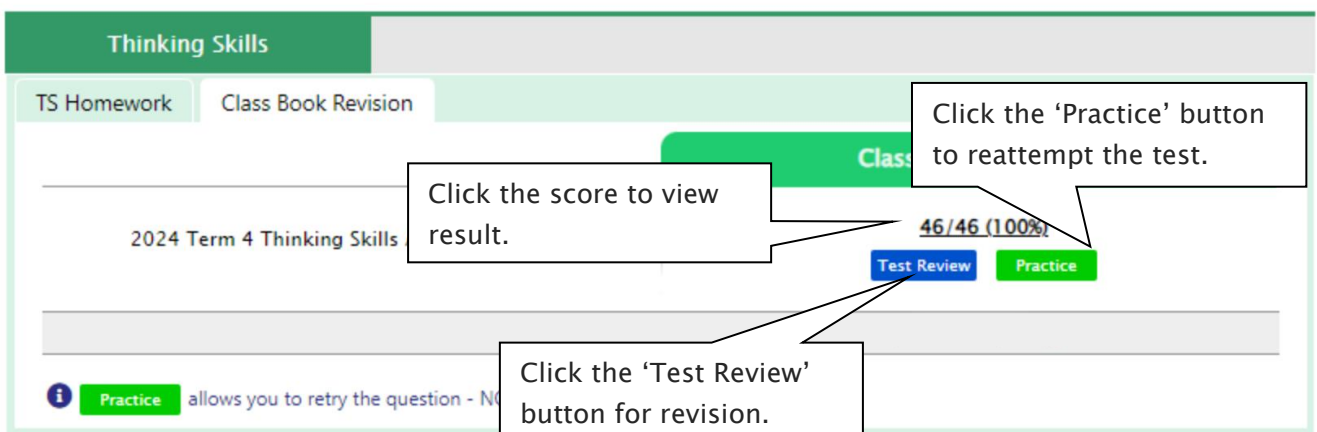 Thinking Skills
TS Homework Class Book Revision
Click the ‘Practice’ button
to reattempt the test.
Class
Click the score to view
result.
2024 Term 4 Thinking Skills
46/46 (100%)
Test Review Practice
Click the ‘Test Review’
button for revision.
Practice allows you to retry the question -